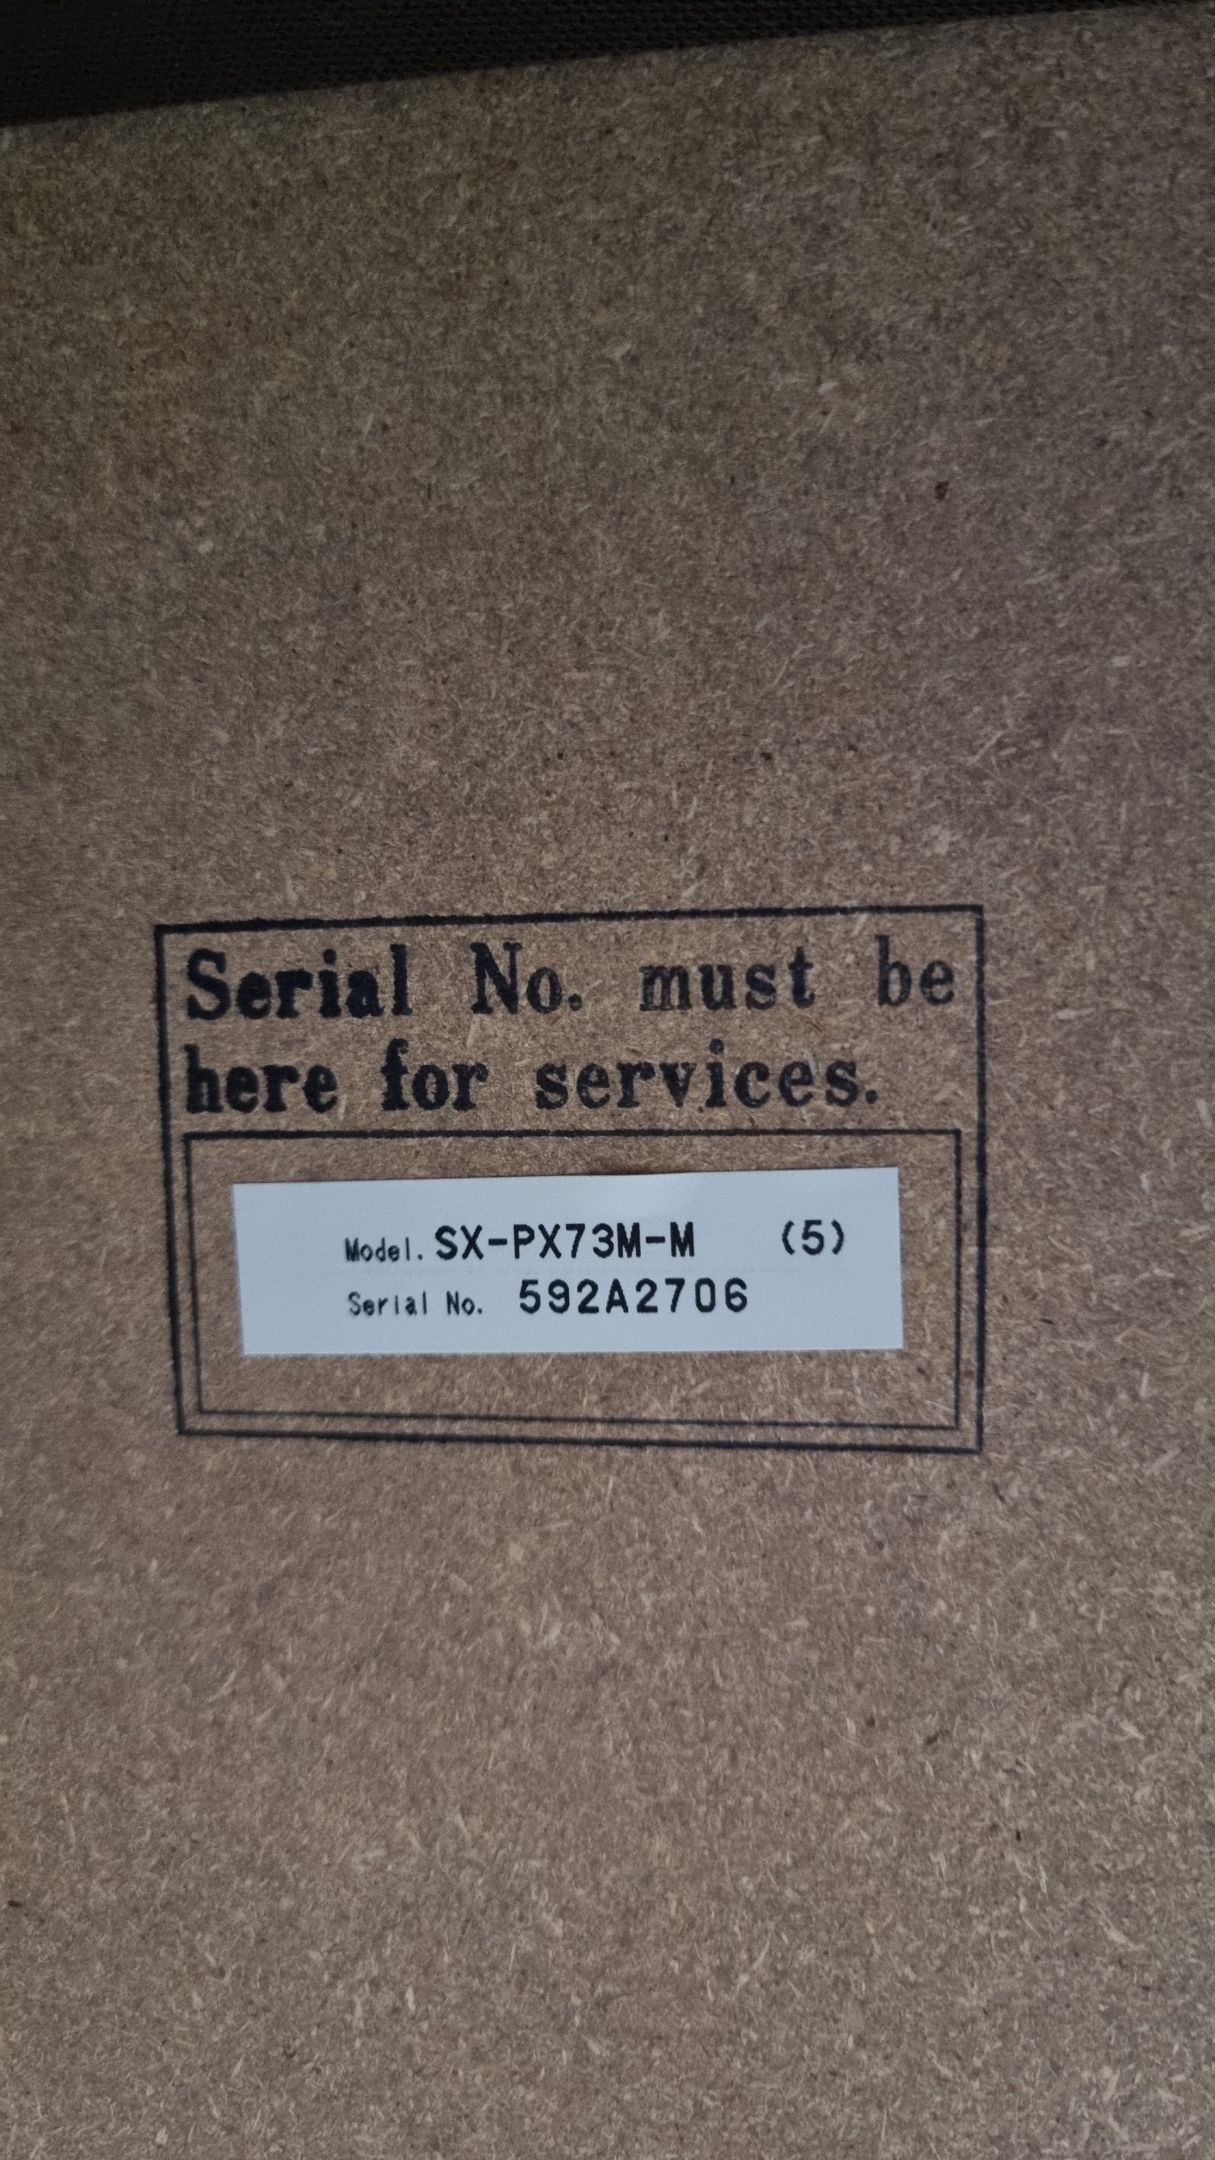 Serial No. must be
here for services.
Model. SX-PX73M-M (5)
Serial No. 592A2706